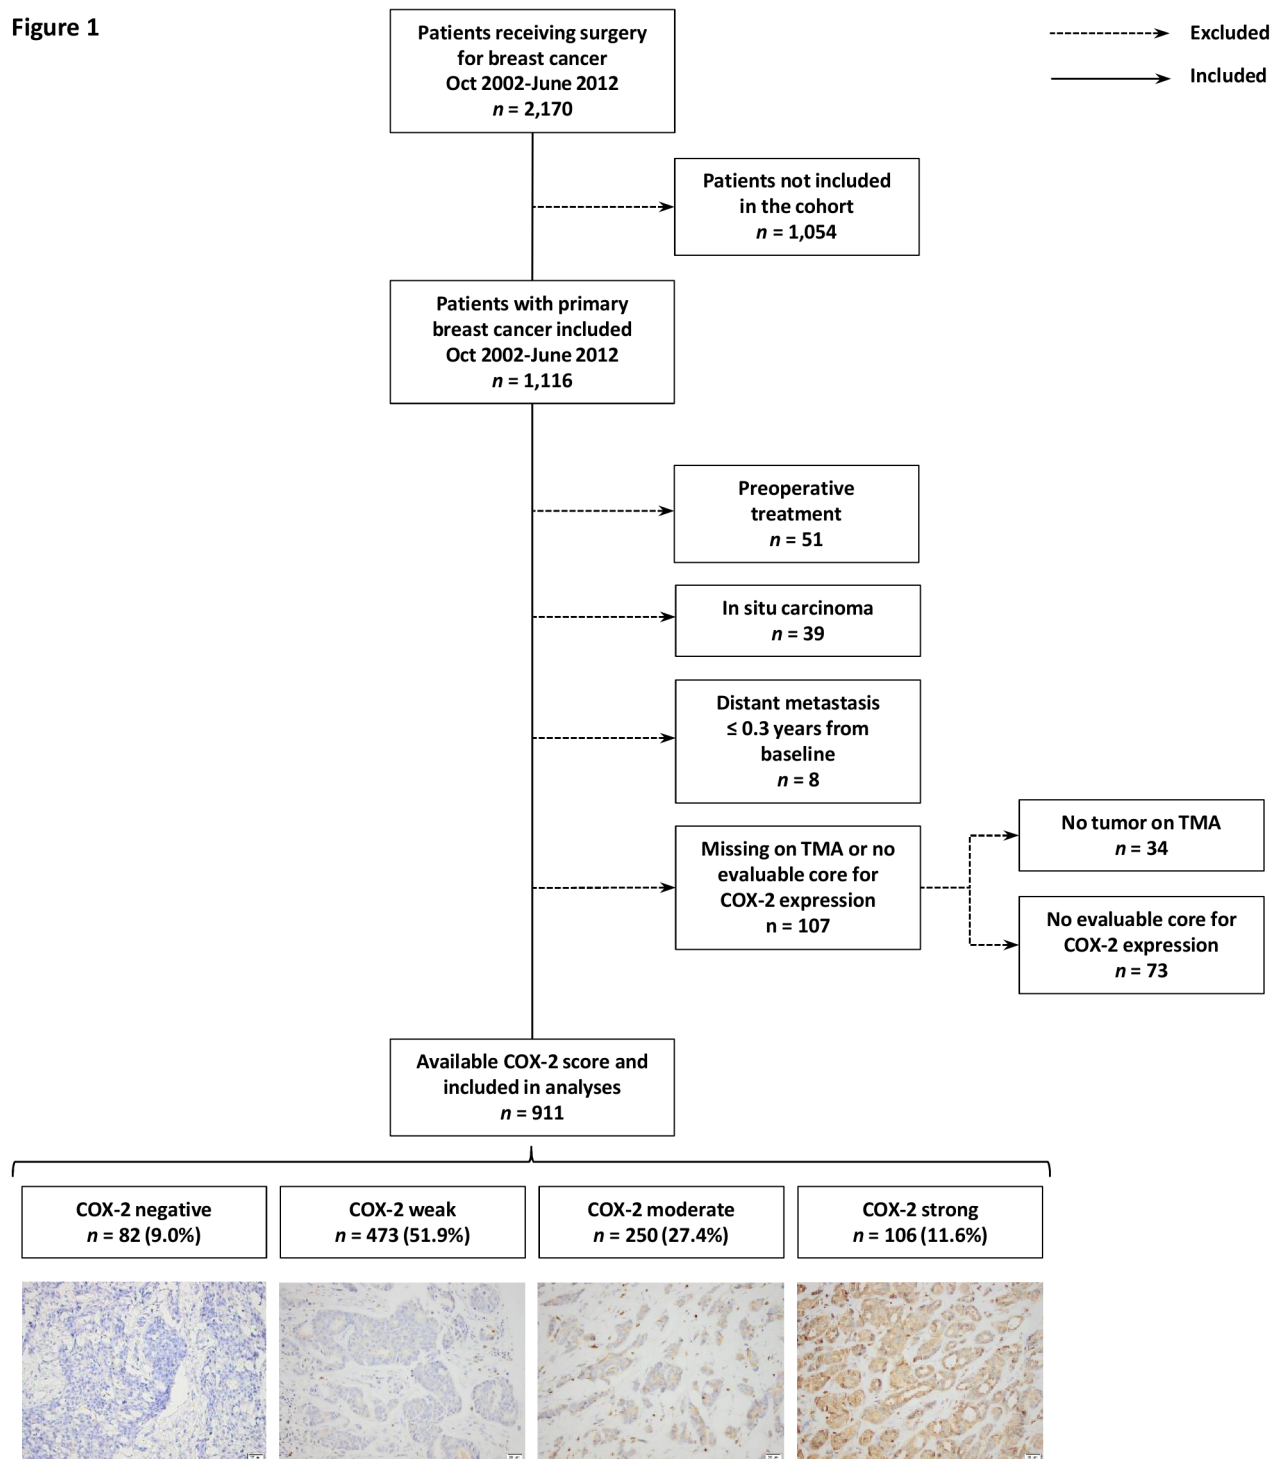 Figure 1
Excluded
Included
Patients receiving surgery
for breast cancer
Oct 2002-June 2012
n = 2,170
Patients not included
in the cohort
n = 1,054
Patients with primary
breast cancer included
Oct 2002-June 2012
n = 1,116
Preoperative
treatment
n = 51
In situ carcinoma
n = 39
Distant metastasis
≤ 0.3 years from
baseline
n = 8
Missing on TMA or no
evaluable core for
COX-2 expression
n = 107
No tumor on TMA
n = 34
No evaluable core for
COX-2 expression
n = 73
Available COX-2 score and
included in analyses
n = 911
COX-2 negative
n = 82 (9.0%)
COX-2 weak
n = 473 (51.9%)
COX-2 moderate
n = 250 (27.4%)
COX-2 strong
n = 106 (11.6%)